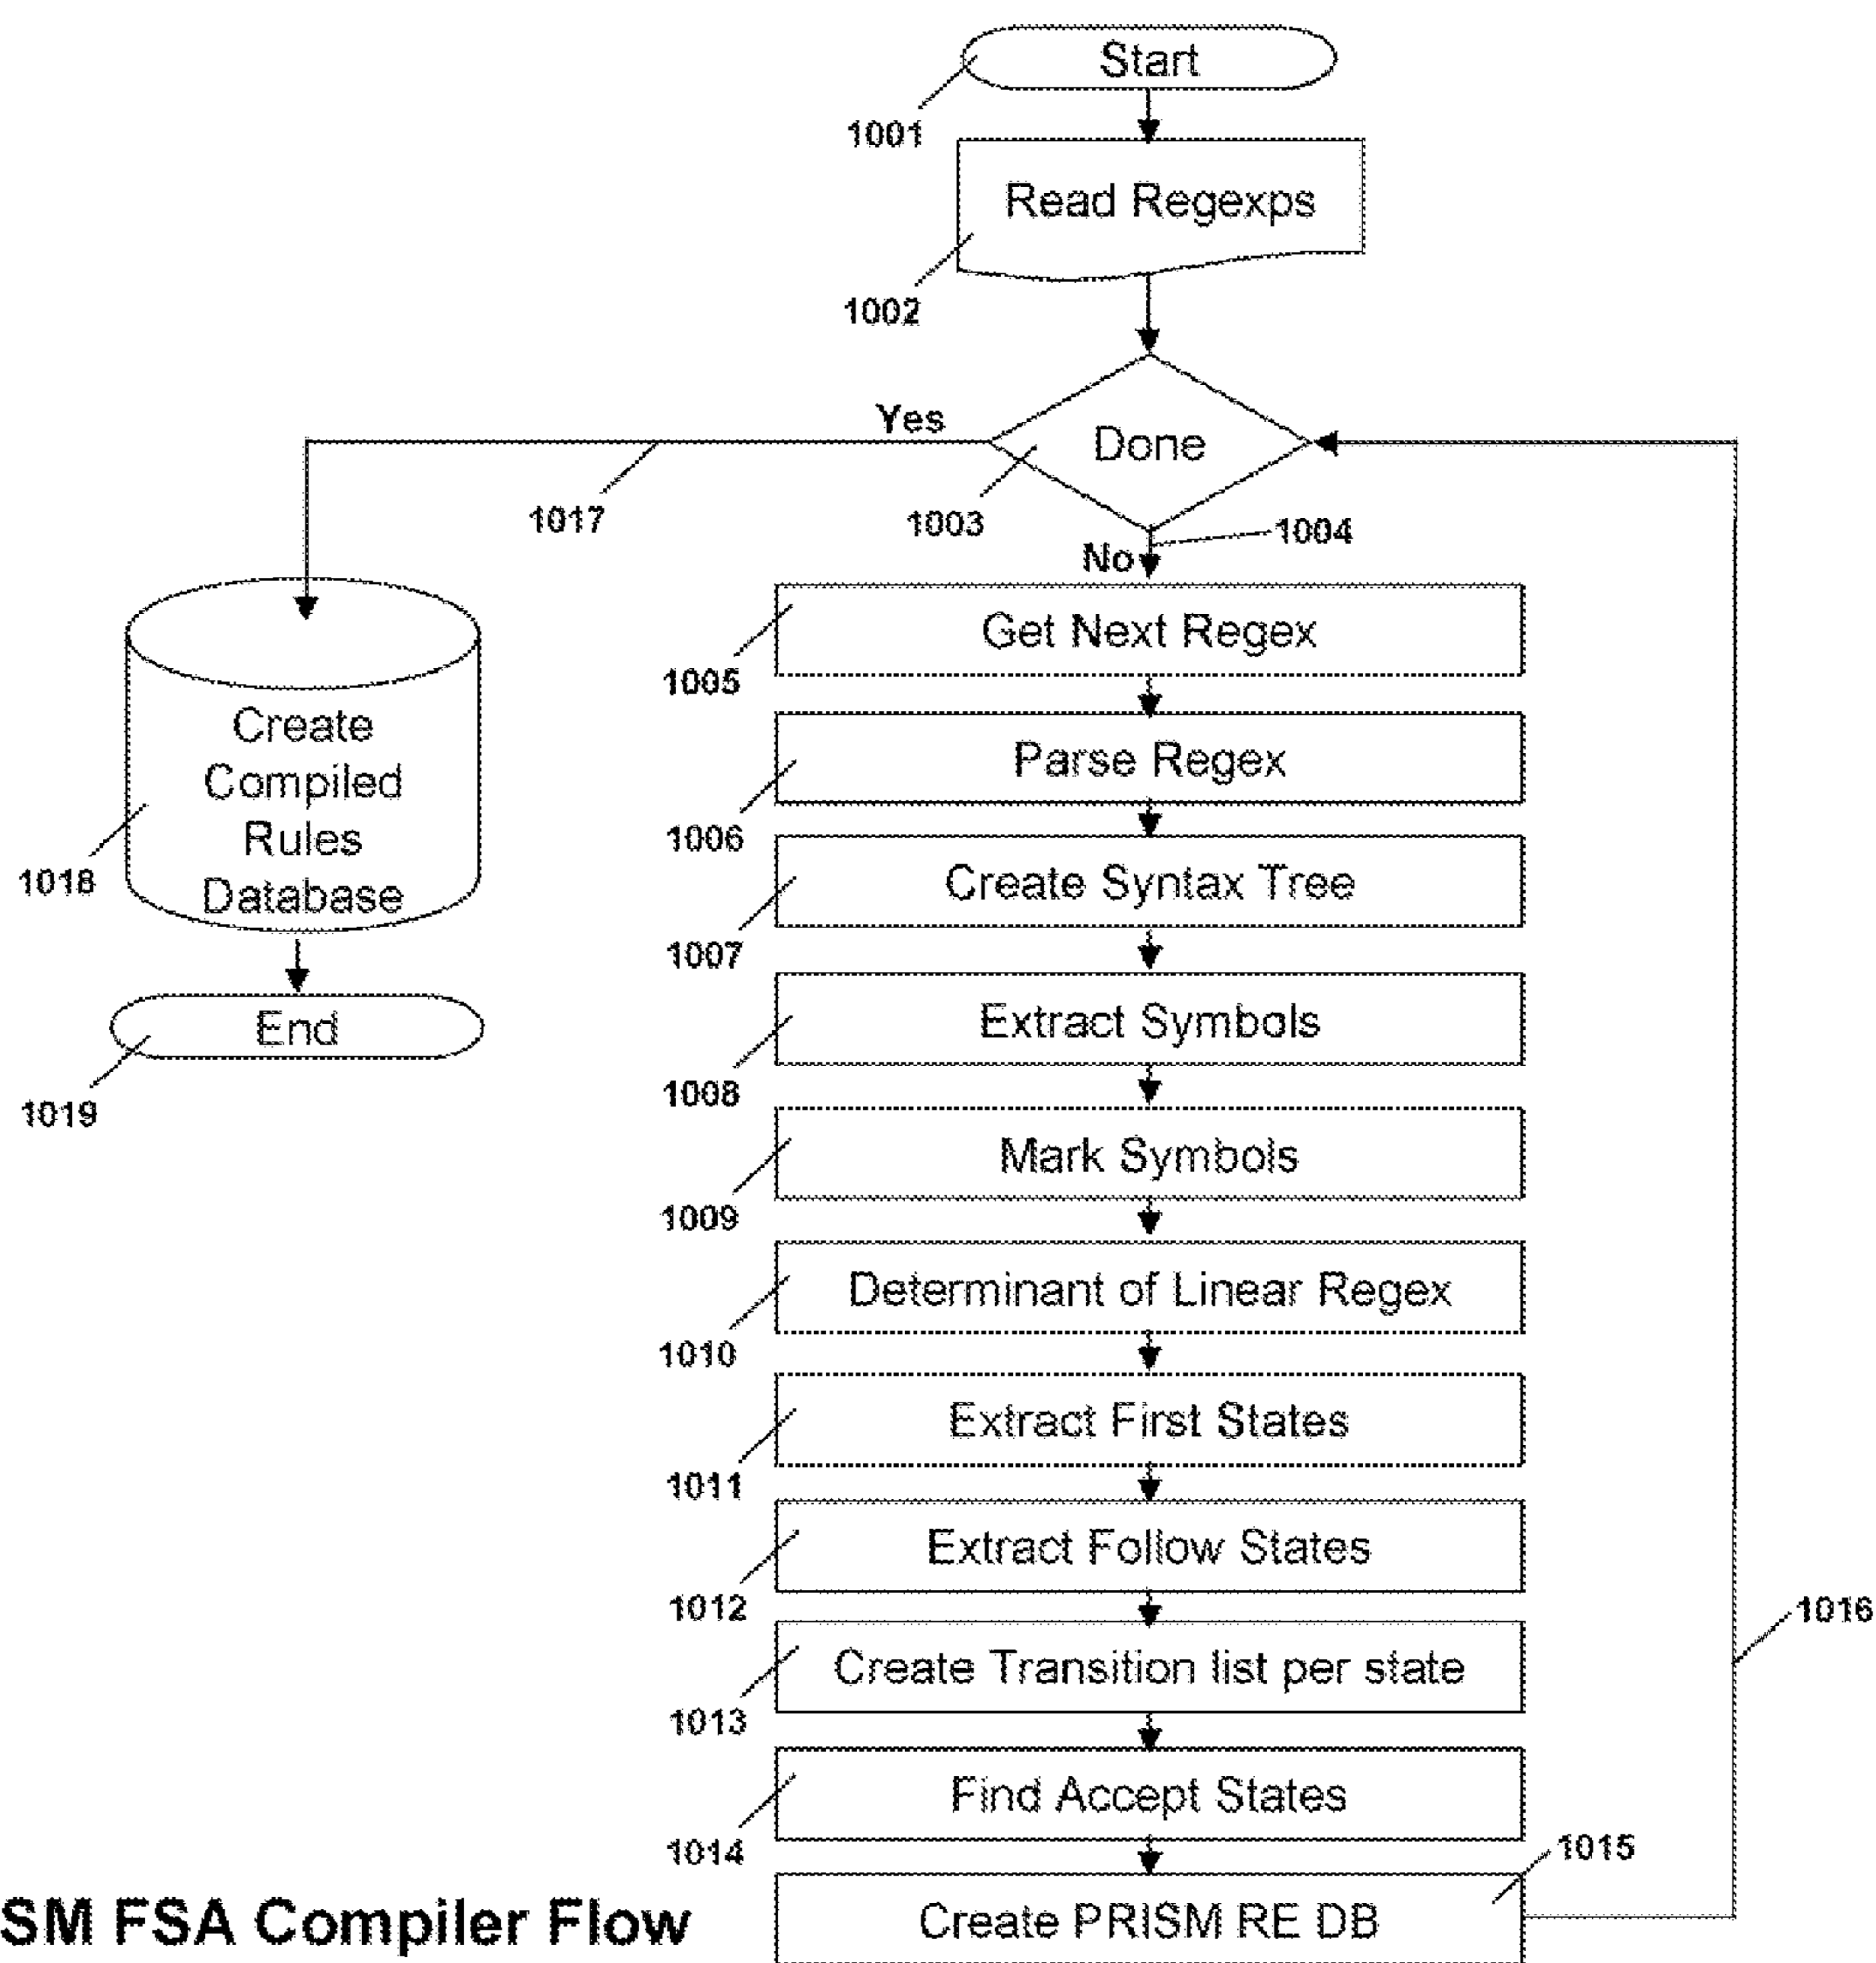 Start
1001
Read Regexps
1002
Yes
Done
1017
1003
1004
No
Get Next Regex
1005
Create
Compiled
Rules
Database
1018
Parse Regex
1006
Create Syntax Tree
1007
End
1019
Extract Symbols
1008
Mark Symbols
1009
Determinant of Linear Regex
1010
Extract First States
1011
Extract Follow States
1012
1016
Create Transition list per state
1013
Find Accept States
1014
1015
Create PRISM RE DB
SM FSA Compiler Flow